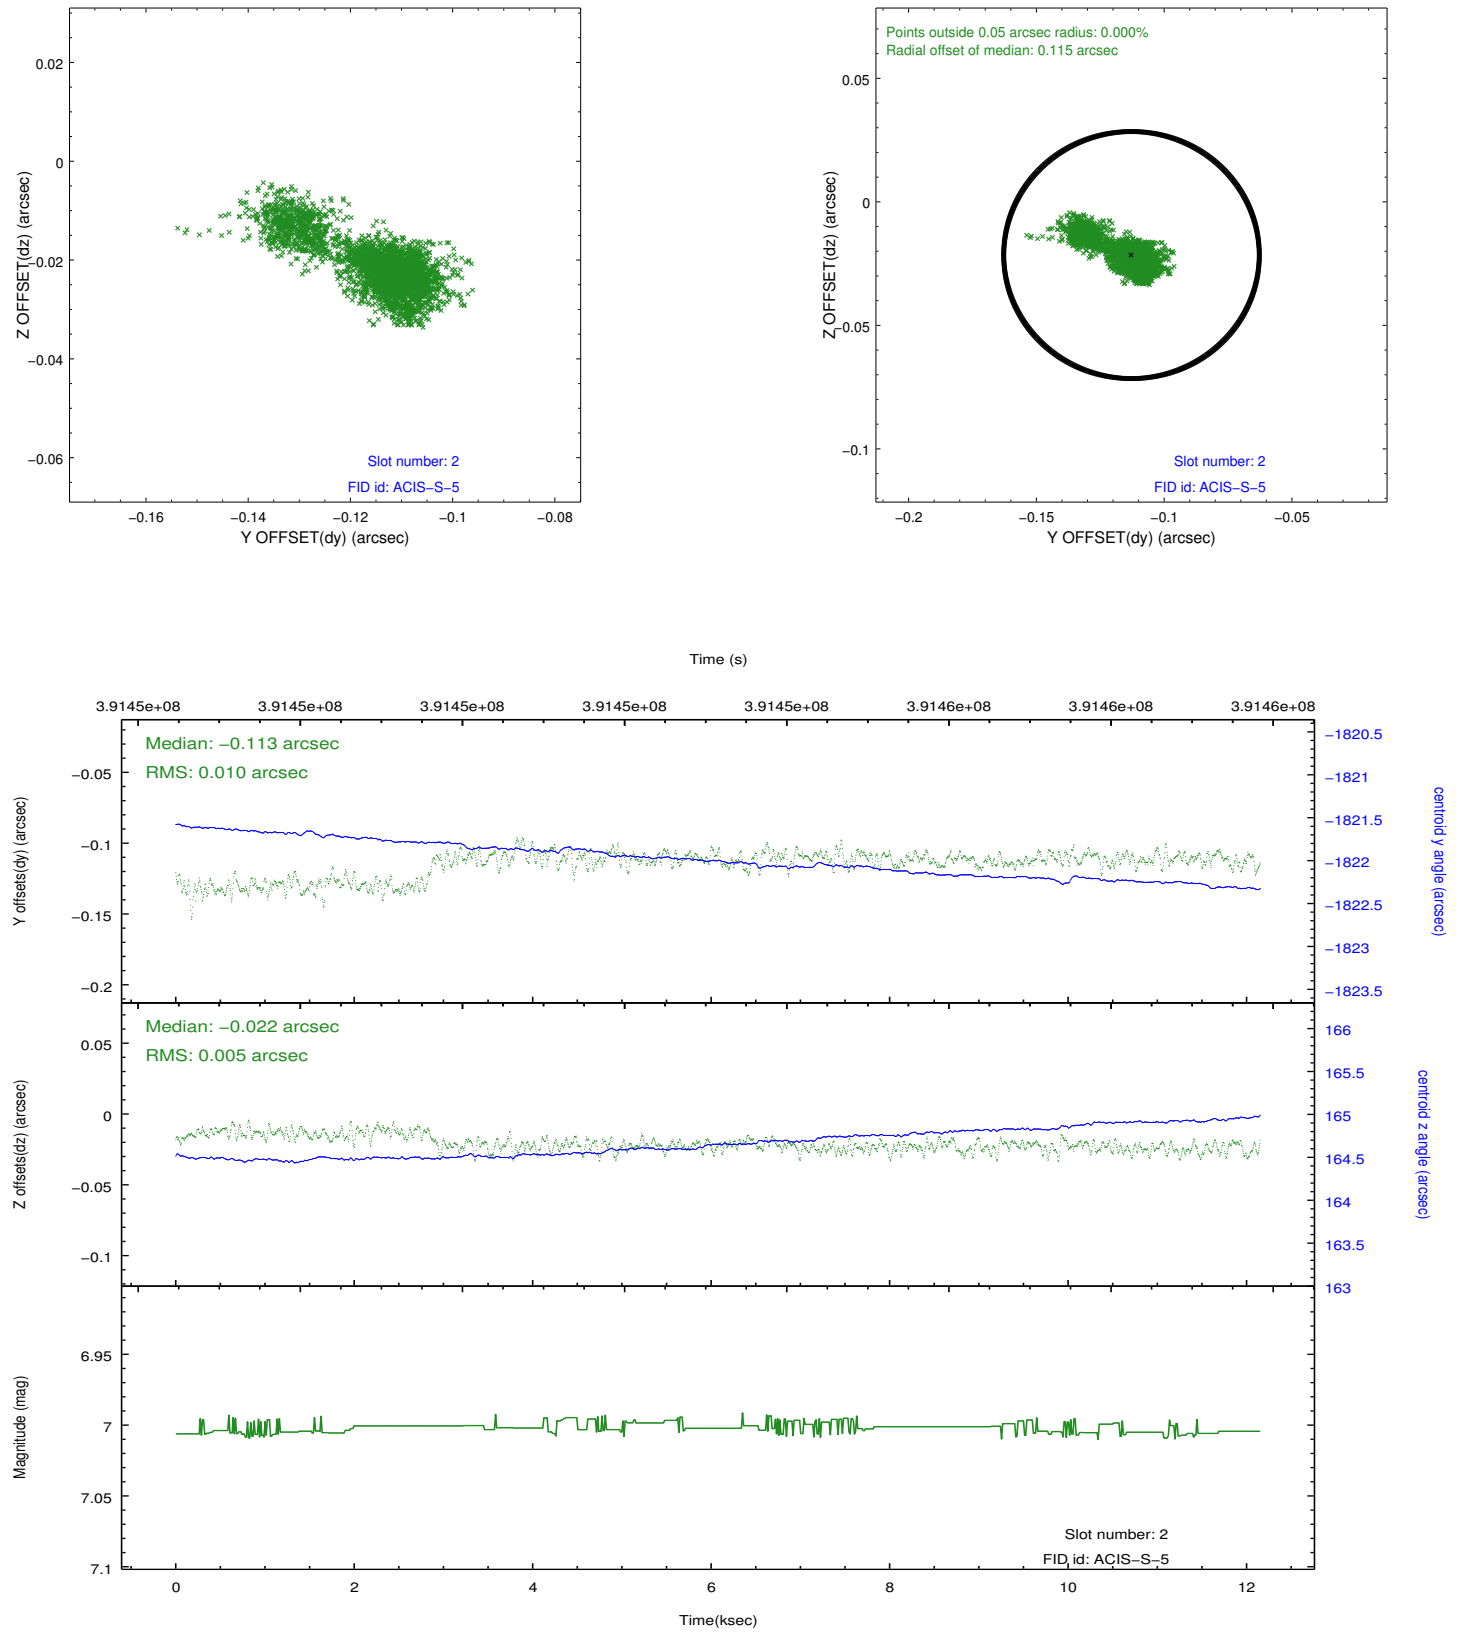 0.02
0
−0.02
−0.04
−0.06
Z OFFSET(dz) (arcsec)
Slot number: 2
FID id: ACIS−S−5
−0.16 −0.14 −0.12 −0.1 −0.08
Y OFFSET(dy) (arcsec)
Points outside 0.05 arcsec radius: 0.000%
Radial offset of median: 0.115 arcsec
0.05
0
−0.05
−0.1
Z OFFSET(dz) (arcsec)
Slot number: 2
FID id: ACIS−S−5
−0.2 −0.15 −0.1 −0.05
Y OFFSET(dy) (arcsec)
Time (s)
3.9145e+08 3.9145e+08 3.9145e+08 3.9145e+08 3.9145e+08 3.9146e+08 3.9146e+08 3.9146e+08
Median: −0.113 arcsec
RMS: 0.010 arcsec
−0.05
−0.1
−0.15
−0.2
Y offsets(dy) (arcsec)
−1820.5
−1821
−1821.5
−1822
−1822.5
−1823
−1823.5
centroid y angle (arcsec)
Median: −0.022 arcsec
RMS: 0.005 arcsec
0.05
0
−0.05
−0.1
Z offsets(dz) (arcsec)
166
165.5
165
164.5
164
163.5
163
centroid z angle (arcsec)
6.95
7
7.05
7.1
Magnitude (mag)
Slot number: 2
FID id: ACIS−S−5
0 2 4 6 8 10 12
Time(ksec)